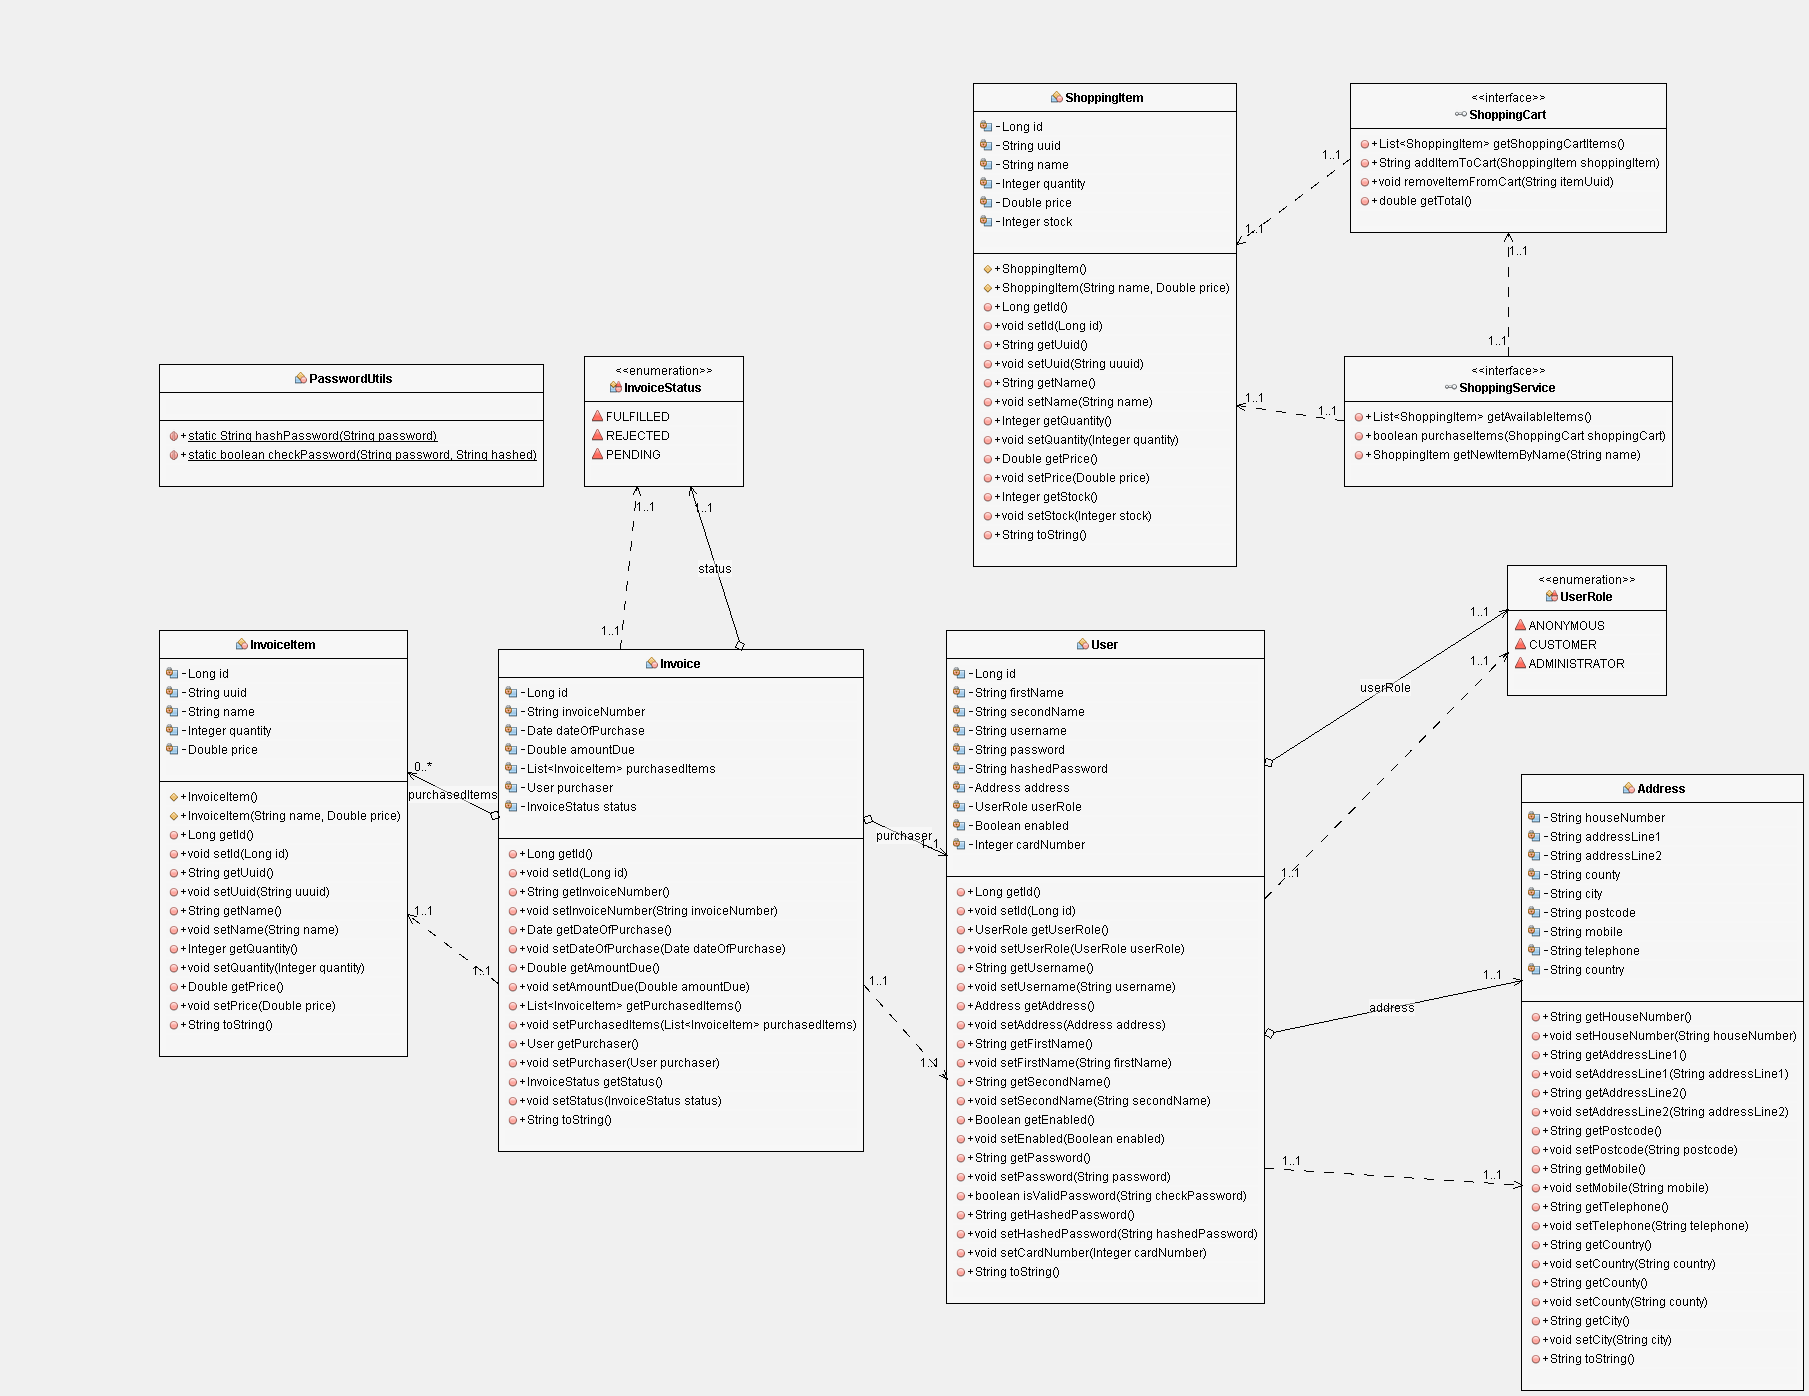 ShoppingItem
-Long id
-String uuid
-String name
-Integer quantity
-Double price
-Integer stock
+ShoppingItem()
+ShoppingItem(String name, Double price)
+Long getId()
+void setId(Long id)
+String getUuid()
+void setUuid(String uuuid)
+String getName()
+void setName(String name)
+Integer getQuantity()
+void setQuantity(Integer quantity)
+Double getPrice()
+void setPrice(Double price)
+Integer getStock()
+void setStock(Integer stock)
+String toString()
<<interface>>
ShoppingCart
+List<ShoppingItem> getShoppingCartItems()
+String addItemToCart(ShoppingItem shoppingItem)
+void removeItemFromCart(String itemUuid)
+double getTotal()
1..1
1..1
1..1
1..1
<<interface>>
ShoppingService
+List<ShoppingItem> getAvailableItems()
+boolean purchaseItems(ShoppingCart shoppingCart)
+ShoppingItem getNewItemByName(String name)
1..1
1..1
PasswordUtils
+static String hashPassword(String password)
+static boolean checkPassword(String password, String hashed)
<<enumeration>>
InvoiceStatus
FULFILLED
REJECTED
PENDING
1..1
1..1
status
1..1
<<enumeration>>
UserRole
ANONYMOUS
CUSTOMER
ADMINISTRATOR
1..1
1..1
userRole
1..1
InvoiceItem
-Long id
-String uuid
-String name
-Integer quantity
-Double price
+InvoiceItem()
+InvoiceItem(String name, Double price)
+Long getId()
+void setId(Long id)
+String getUuid()
+void setUuid(String uuuid)
+String getName()
+void setName(String name)
+Integer getQuantity()
+void setQuantity(Integer quantity)
+Double getPrice()
+void setPrice(Double price)
+String toString()
0..*
purchasedItems
1..1
1..1
Invoice
-Long id
-String invoiceNumber
-Date dateOfPurchase
-Double amountDue
-List<InvoiceItem> purchasedItems
-User purchaser
-InvoiceStatus status
+Long getId()
+void setId(Long id)
+String getInvoiceNumber()
+void setInvoiceNumber(String invoiceNumber)
+Date getDateOfPurchase()
+void setDateOfPurchase(Date dateOfPurchase)
+Double getAmountDue()
+void setAmountDue(Double amountDue)
+List<InvoiceItem> getPurchasedItems()
+void setPurchasedItems(List<InvoiceItem> purchasedItems)
+User getPurchaser()
+void setPurchaser(User purchaser)
+InvoiceStatus getStatus()
+void setStatus(InvoiceStatus status)
+String toString()
purchaser
1..1
1..1
1..1
User
-Long id
-String firstName
-String secondName
-String username
-String password
-String hashedPassword
-Address address
-UserRole userRole
-Boolean enabled
-Integer cardNumber
+Long getId()
+void setId(Long id)
+UserRole getUserRole()
+void setUserRole(UserRole userRole)
+String getUsername()
+void setUsername(String username)
+Address getAddress()
+void setAddress(Address address)
+String getFirstName()
+void setFirstName(String firstName)
+String getSecondName()
+void setSecondName(String secondName)
+Boolean getEnabled()
+void setEnabled(Boolean enabled)
+String getPassword()
+void setPassword(String password)
+boolean isValidPassword(String checkPassword)
+String getHashedPassword()
+void setHashedPassword(String hashedPassword)
+void setCardNumber(Integer cardNumber)
+String toString()
1..1
address
1..1
1..1
Address
-String houseNumber
-String addressLine1
-String addressLine2
-String county
-String city
-String postcode
-String mobile
-String telephone
-String country
+String getHouseNumber()
+void setHouseNumber(String houseNumber)
+String getAddressLine1()
+void setAddressLine1(String addressLine1)
+String getAddressLine2()
+void setAddressLine2(String addressLine2)
+String getPostcode()
+void setPostcode(String postcode)
+String getMobile()
+void setMobile(String mobile)
+String getTelephone()
+void setTelephone(String telephone)
+String getCountry()
+void setCountry(String country)
+String getCounty()
+void setCounty(String county)
+String getCity()
+void setCity(String city)
+String toString()